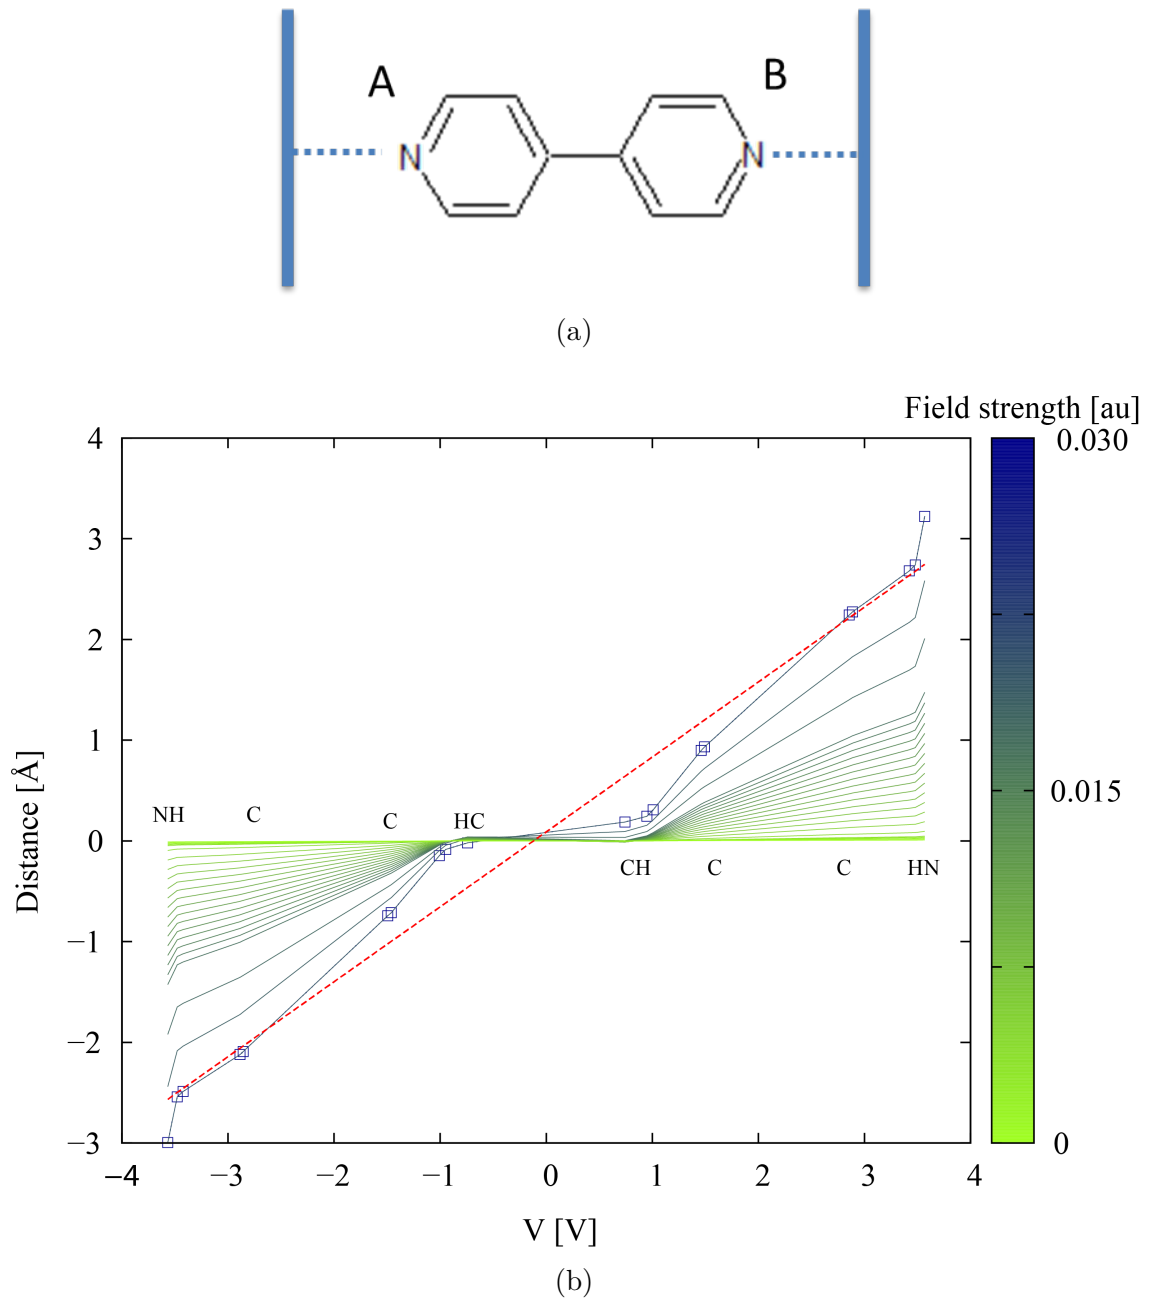 A
B
N
N
(a)
Field strength [au]
4
3
2
1
0
−1
−2
−3
0.030
0.015
0
NH C C HC
CH C C HN
Distance [Å]
−4 −3 −2 −1 0 1 2 3 4
V [V]
(b)